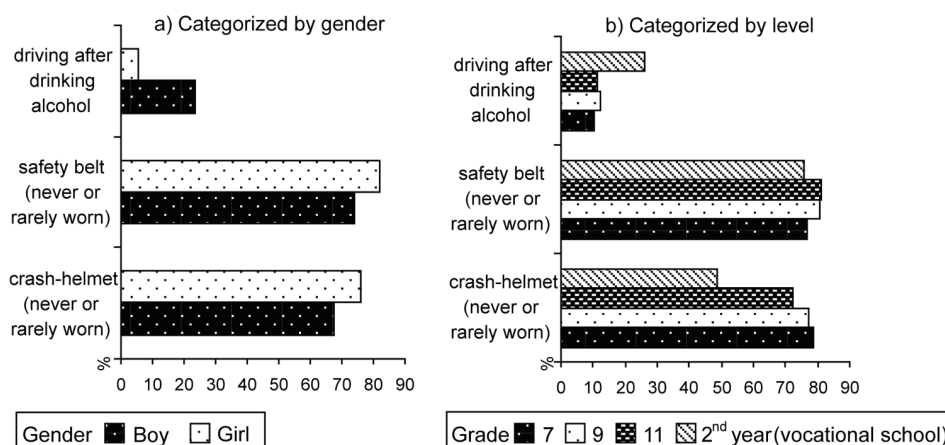 a) Categorized by gender
driving after
drinking
alcohol
safety belt
(never or
rarely worn)
crash-helmet
(never or
rarely worn)
%
0 10 20 30 40 50 60 70 80 90
Gender Boy Girl
b) Categorized by level
driving after
drinking
alcohol
safety belt
(never or
rarely worn)
crash-helmet
(never or
rarely worn)
%
0 10 20 30 40 50 60 70 80 90
Grade 7 9 11 2nd year(vocational school)